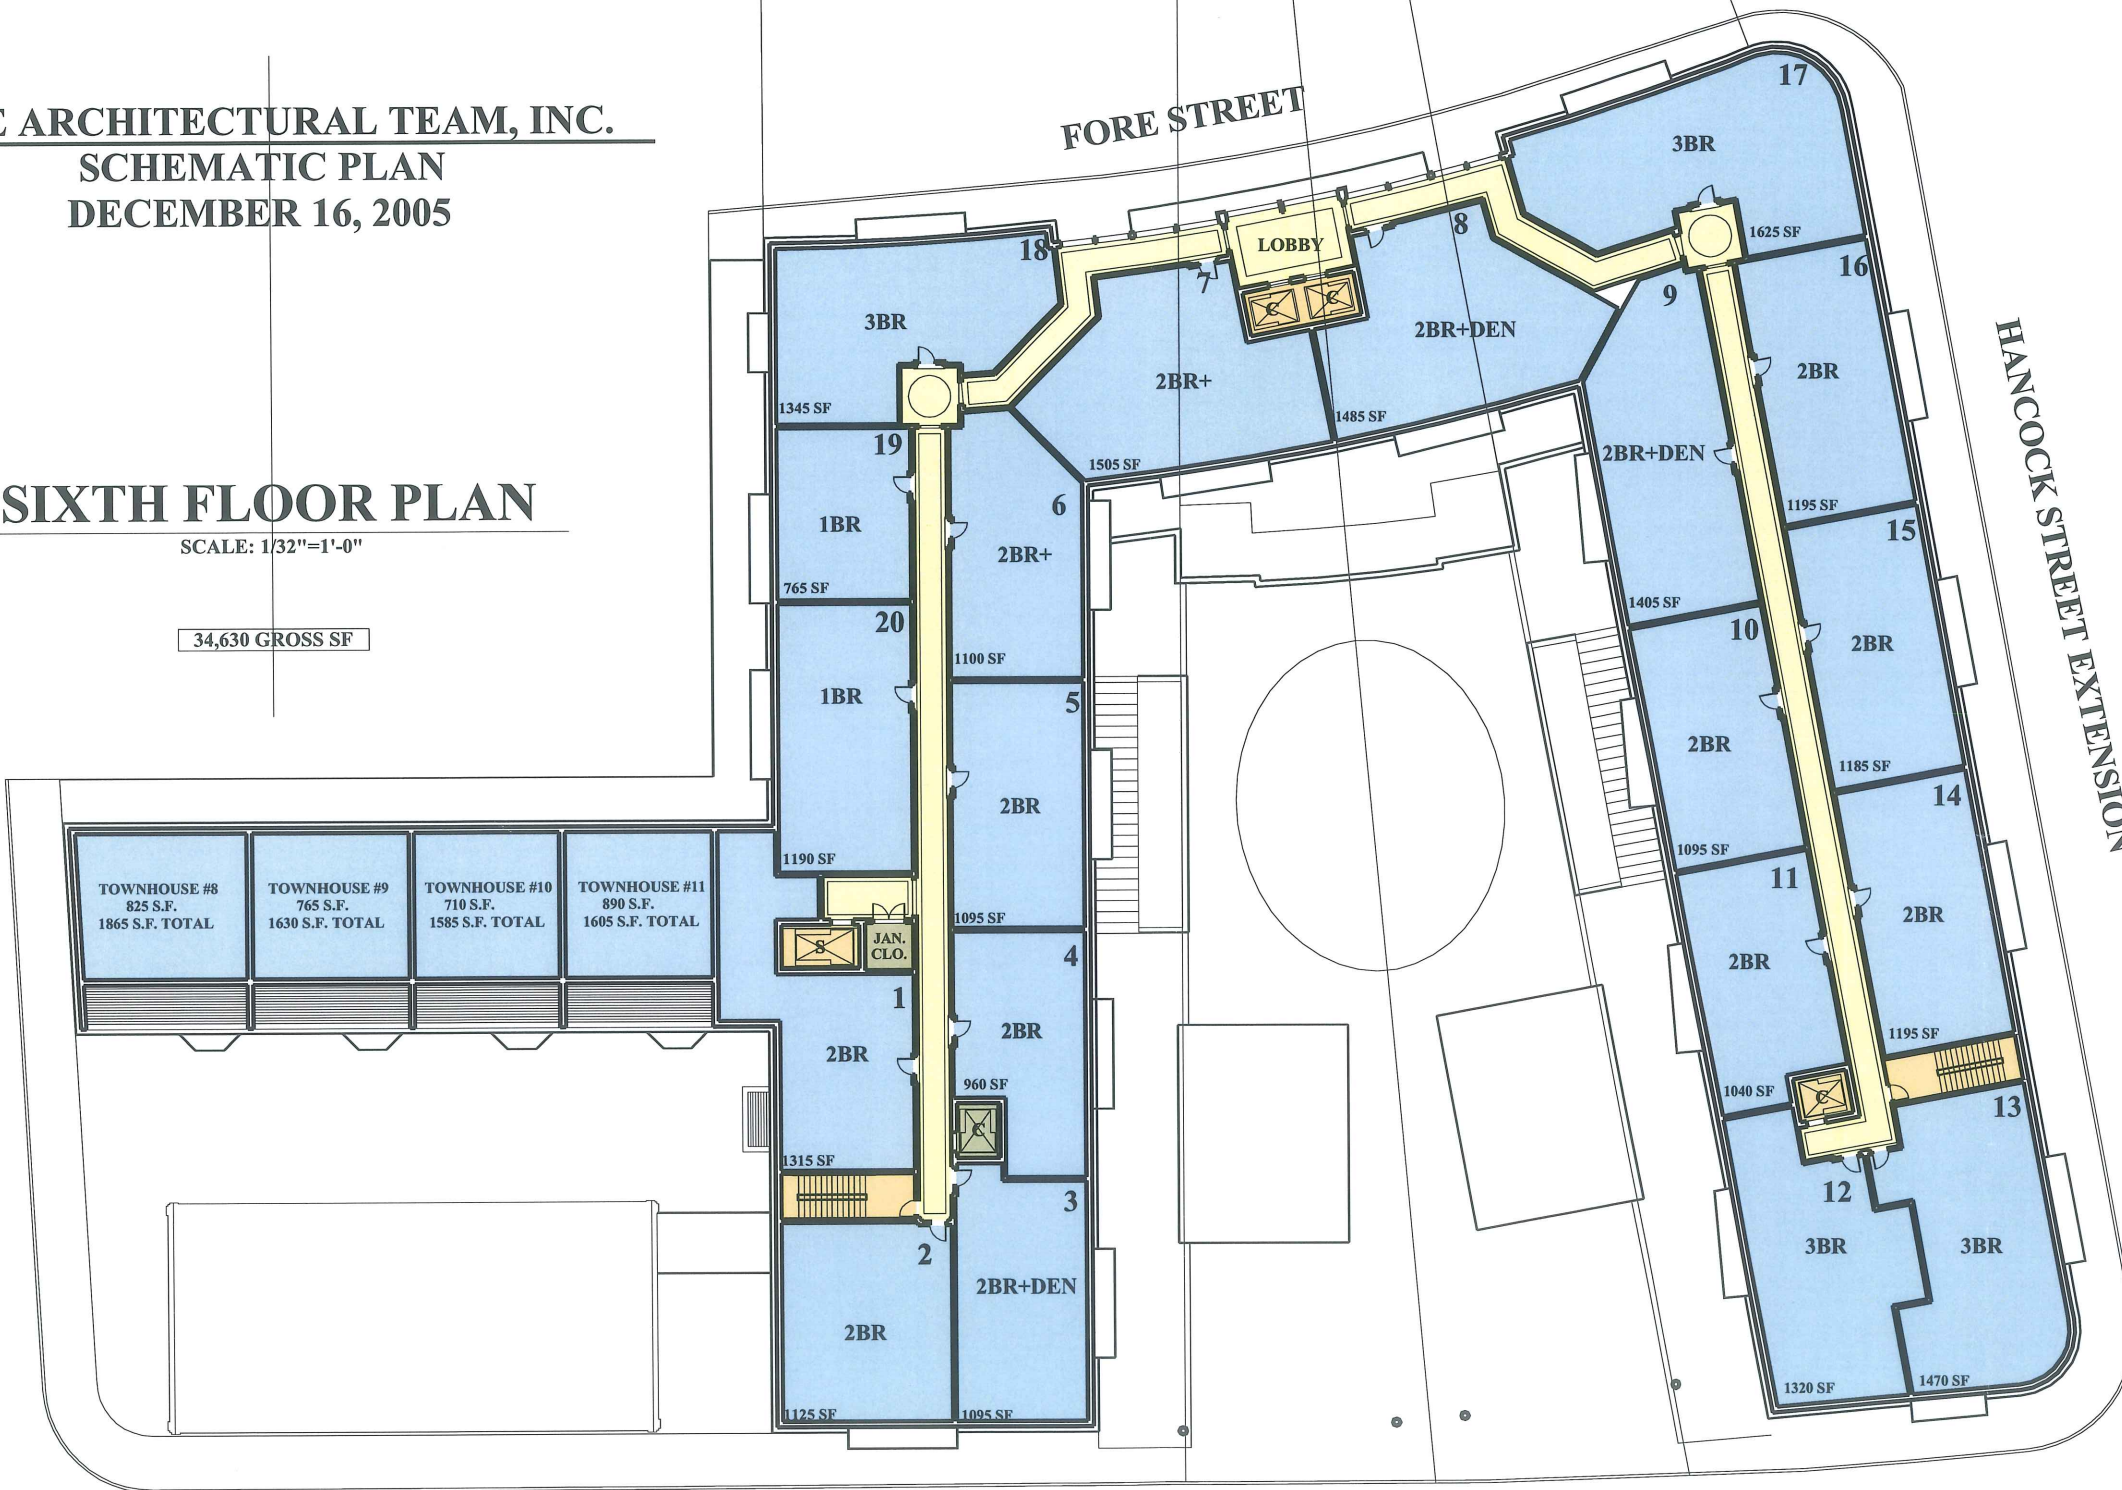 E ARCHITECTURAL TEAM, INC.
SCHEMATIC PLAN
DECEMBER 16, 2005
SIXTH FLOOR PLAN
SCALE: 1/32"=1'-0"
34,630 GROSS SF
FORE STREET
HANCOCK STREET EXTENSION
LOBBY
C
C
17
3BR
1625 SF
18
3BR
1345 SF
7
2BR+
1505 SF
8
2BR+DEN
1485 SF
9
2BR+DEN
1405 SF
16
2BR
1195 SF
19
1BR
765 SF
6
2BR+
1100 SF
15
2BR
1185 SF
20
1BR
1190 SF
5
2BR
1095 SF
10
2BR
1095 SF
14
2BR
1195 SF
TOWNHOUSE #8
825 S.F.
1865 S.F. TOTAL
TOWNHOUSE #9
765 S.F.
1630 S.F. TOTAL
TOWNHOUSE #10
710 S.F.
1585 S.F. TOTAL
TOWNHOUSE #11
890 S.F.
1605 S.F. TOTAL
S
JAN.
CLO.
1
2BR
1315 SF
4
2BR
960 SF
C
11
2BR
1040 SF
C
13
3BR
1470 SF
12
3BR
1320 SF
2
2BR
1125 SF
3
2BR+DEN
1095 SF